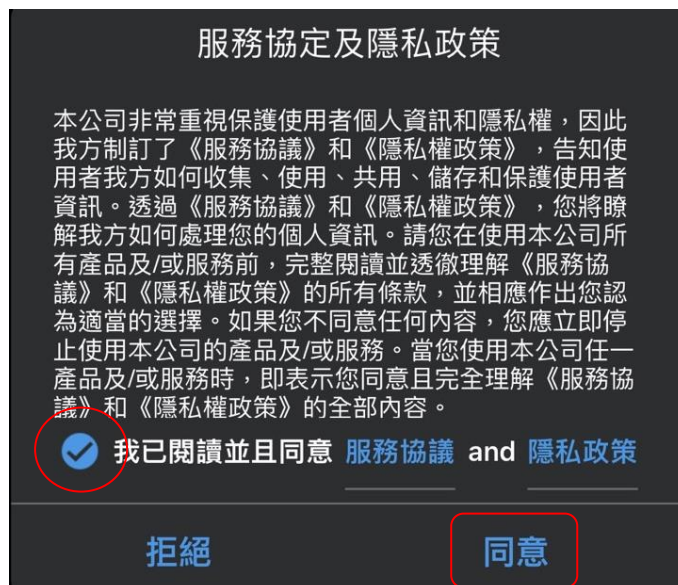 服務協定及隱私政策
本公司非常重視保護使用者個人資訊和隱私權，因此
我方制訂了《服務協議》和《隱私權政策》，告知使
用者我方如何收集、使用、共用、儲存和保護使用者
資訊。透過《服務協議》和《隱私權政策》，您將瞭
解我方如何處理您的個人資訊。請您在使用本公司所
有產品及/或服務前，完整閱讀並透徹理解《服務協
議》和《隱私權政策》的所有條款，並相應作出您認
為適當的選擇。如果您不同意任何內容，您應立即停
止使用本公司的產品及/或服務。當您使用本公司任一
產品及/或服務時，即表示您同意且完全理解《服務協
議》和《隱私權政策》的全部內容。
我已閱讀並且同意 服務協議 and 隱私政策
拒絕 同意